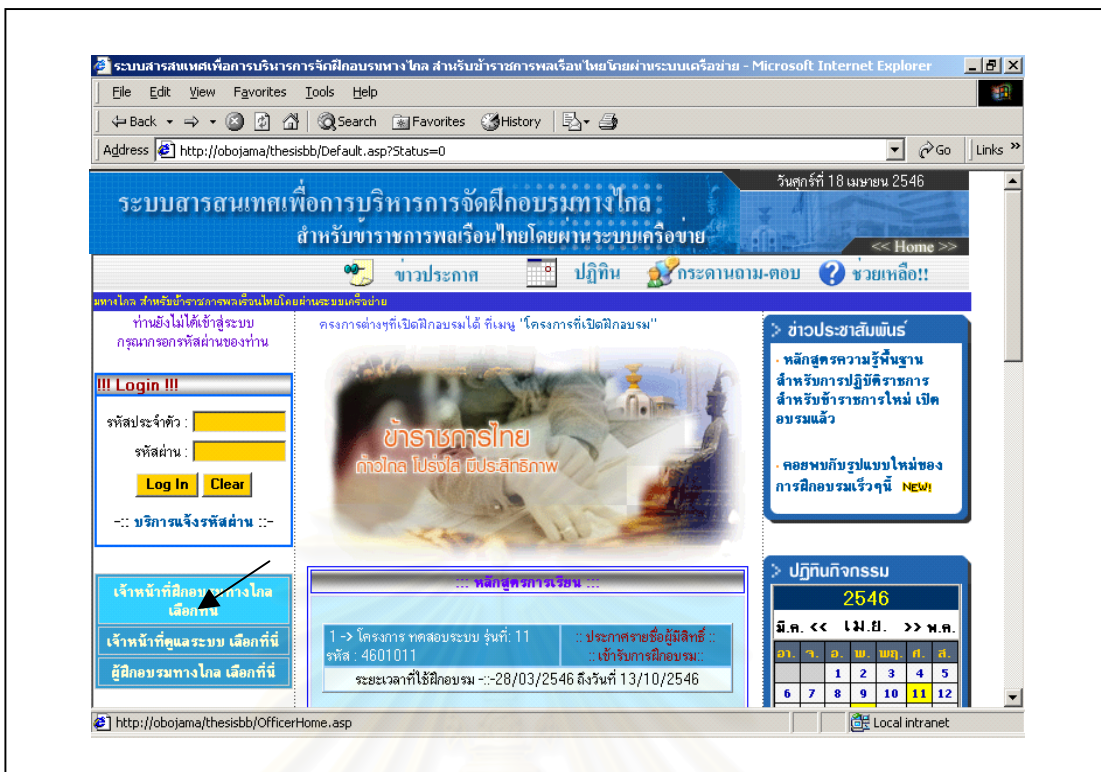 ระบบสารสนเทศเพื่อการบริหารการจัดฝึกอบรมทางไกล สำหรับข้าราชการพลเรือนไทยโดยผ่านระบบเครือข่าย - Microsoft Internet Explorer
File Edit View Favorites Tools Help
Back Search Favorites History
Address http://obojama/thesisbb/Default.asp?Status=0 Go Links »
วันศุกร์ที่ 18 เมษายน 2546
ระบบสารสนเทศเพื่อการบริหารการจัดฝึกอบรมทางไกล
สำหรับข้าราชการพลเรือนไทยโดยผ่านระบบเครือข่าย
<< Home >>
ข่าวประกาศ ปฏิทิน กระดานถาม-ตอบ ช่วยเหลือ!!
มทางไกล สำหรับข้าราชการพลเรือนไทยโดยผ่านระบบเครือข่าย
ท่านยังไม่ได้เข้าสู่ระบบ
กรุณากรอกรหัสผ่านของท่าน
!!! Login !!!
รหัสประจำตัว :
รหัสผ่าน :
Log In Clear
-:: บริการแจ้งรหัสผ่าน ::-
เจ้าหน้าที่ฝึกอบรมทางไกล
เลือกที่นี่
เจ้าหน้าที่ดูแลระบบ เลือกที่นี่
ผู้ฝึกอบรมทางไกล เลือกที่นี่
ครงการต่างๆที่เปิดฝึกอบรมได้ ที่เมนู "โครงการที่เปิดฝึกอบรม"
ข้าราชการไทย
ก้าวไกล โปร่งใส มีประสิทธิภาพ
::: หลักสูตรการเรียน :::
1 -> โครงการ ทดสอบระบบ รุ่นที่: 11
รหัส : 4601011
:: ประกาศรายชื่อผู้มีสิทธิ์ ::
:: เข้ารับการฝึกอบรม::
ระยะเวลาที่ใช้ฝึกอบรม -::-28/03/2546 ถึงวันที่ 13/10/2546
> ข่าวประชาสัมพันธ์
· หลักสูตรความรู้พื้นฐาน
สำหรับการปฏิบัติราชการ
สำหรับข้าราชการใหม่ เปิด
อบรมแล้ว
· คอยพบกับรูปแบบใหม่ของ
การฝึกอบรมเร็วๆนี้ NEW!
> ปฏิทินกิจกรรม
2546
มี.ค. << เม.ย. >> พ.ค.
อา. จ. อ. พ. พฤ. ศ. ส.
1 2 3 4 5
6 7 8 9 10 11 12
http://obojama/thesisbb/OfficerHome.asp Local intranet